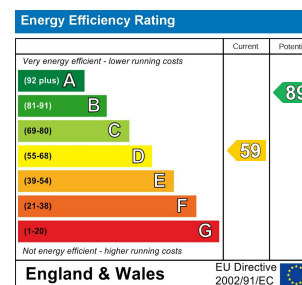 Energy Efficiency Rating
Current
Very energy efficient - lower running costs
(92 plus) A
(81-91) B
89
(69-80) C
(55-68) D
59
(39-54) E
(21-38) F
(1-20) G
Not energy efficient - higher running costs
England & Wales
EU Directive
2002/91/EC